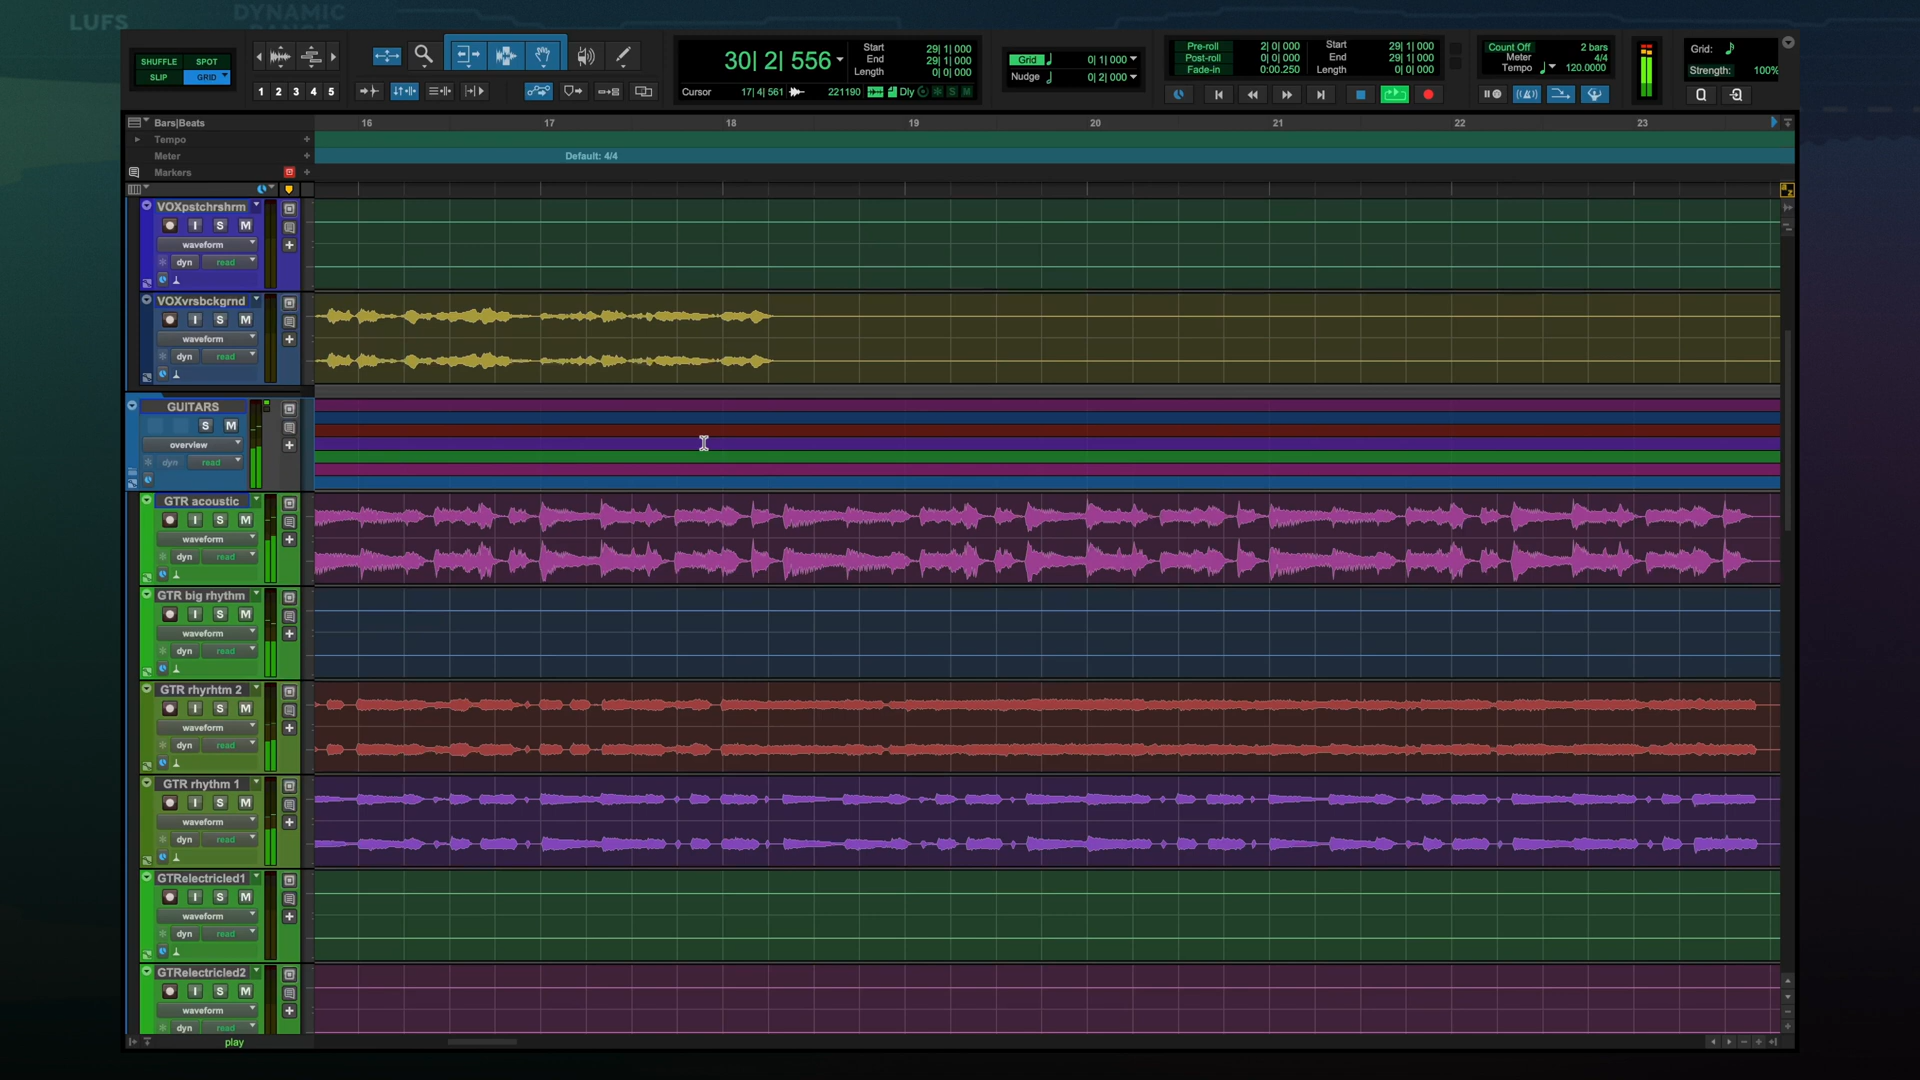 LUFS
DYNAMIC
RANGE
SHUFFLE SPOT
SLIP GRID
1 2 3 4 5
30| 2| 556
Start 29| 1| 000
End 29| 1| 000
Length 0| 0| 000
Cursor 17| 4| 561 221190 Dly S M
Grid 0| 1| 000
Nudge 0| 2| 000
Pre-roll 2| 0| 000
Post-roll 0| 0| 000
Fade-in 0:00.250
Start 29| 1| 000
End 29| 1| 000
Length 0| 0| 000
Count Off 2 bars
Meter 4/4
Tempo 120.0000
Grid:
Strength: 100%
Q
Bars|Beats 16 17 18 19 20 21 22 23
Tempo
Meter Default: 4/4
Markers
VOXpstchrshrm
I S M
waveform
dyn read
VOXvrsbckgrnd
I S M
waveform
dyn read
GUITARS
S M
overview
dyn read
GTR acoustic
I S M
waveform
dyn read
GTR big rhythm
I S M
waveform
dyn read
GTR rhyrhtm 2
I S M
waveform
dyn read
GTR rhythm 1
I S M
waveform
dyn read
GTRelectricled1
I S M
waveform
dyn read
GTRelectricled2
I S M
waveform
dyn read
play